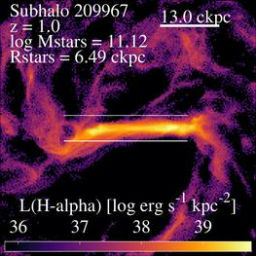 Subhalo 209967
13.0 ckpc
z = 1.0
log Mstars = 11.12
Rstars = 6.49 ckpc
L(H-alpha) [log erg s⁻¹ kpc⁻²]
36 37 38 39